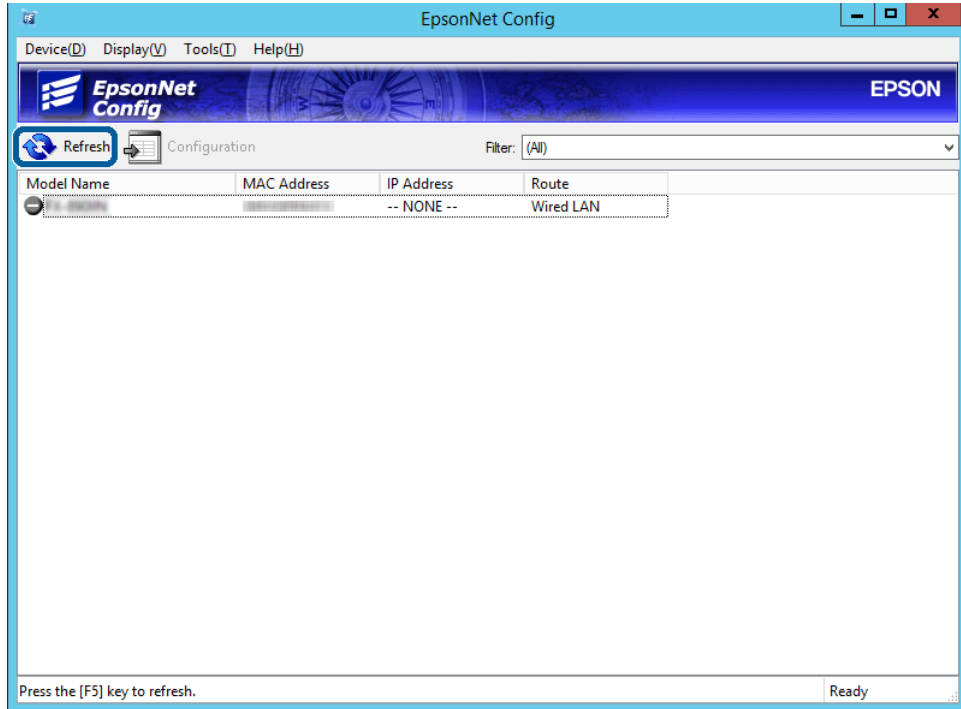 EpsonNet Config
Device(D) Display(V) Tools(T) Help(H)
EpsonNet
Config
EPSON
Refresh Configuration Filter: (All)
Model Name MAC Address IP Address Route
-- NONE -- Wired LAN
Press the [F5] key to refresh. Ready